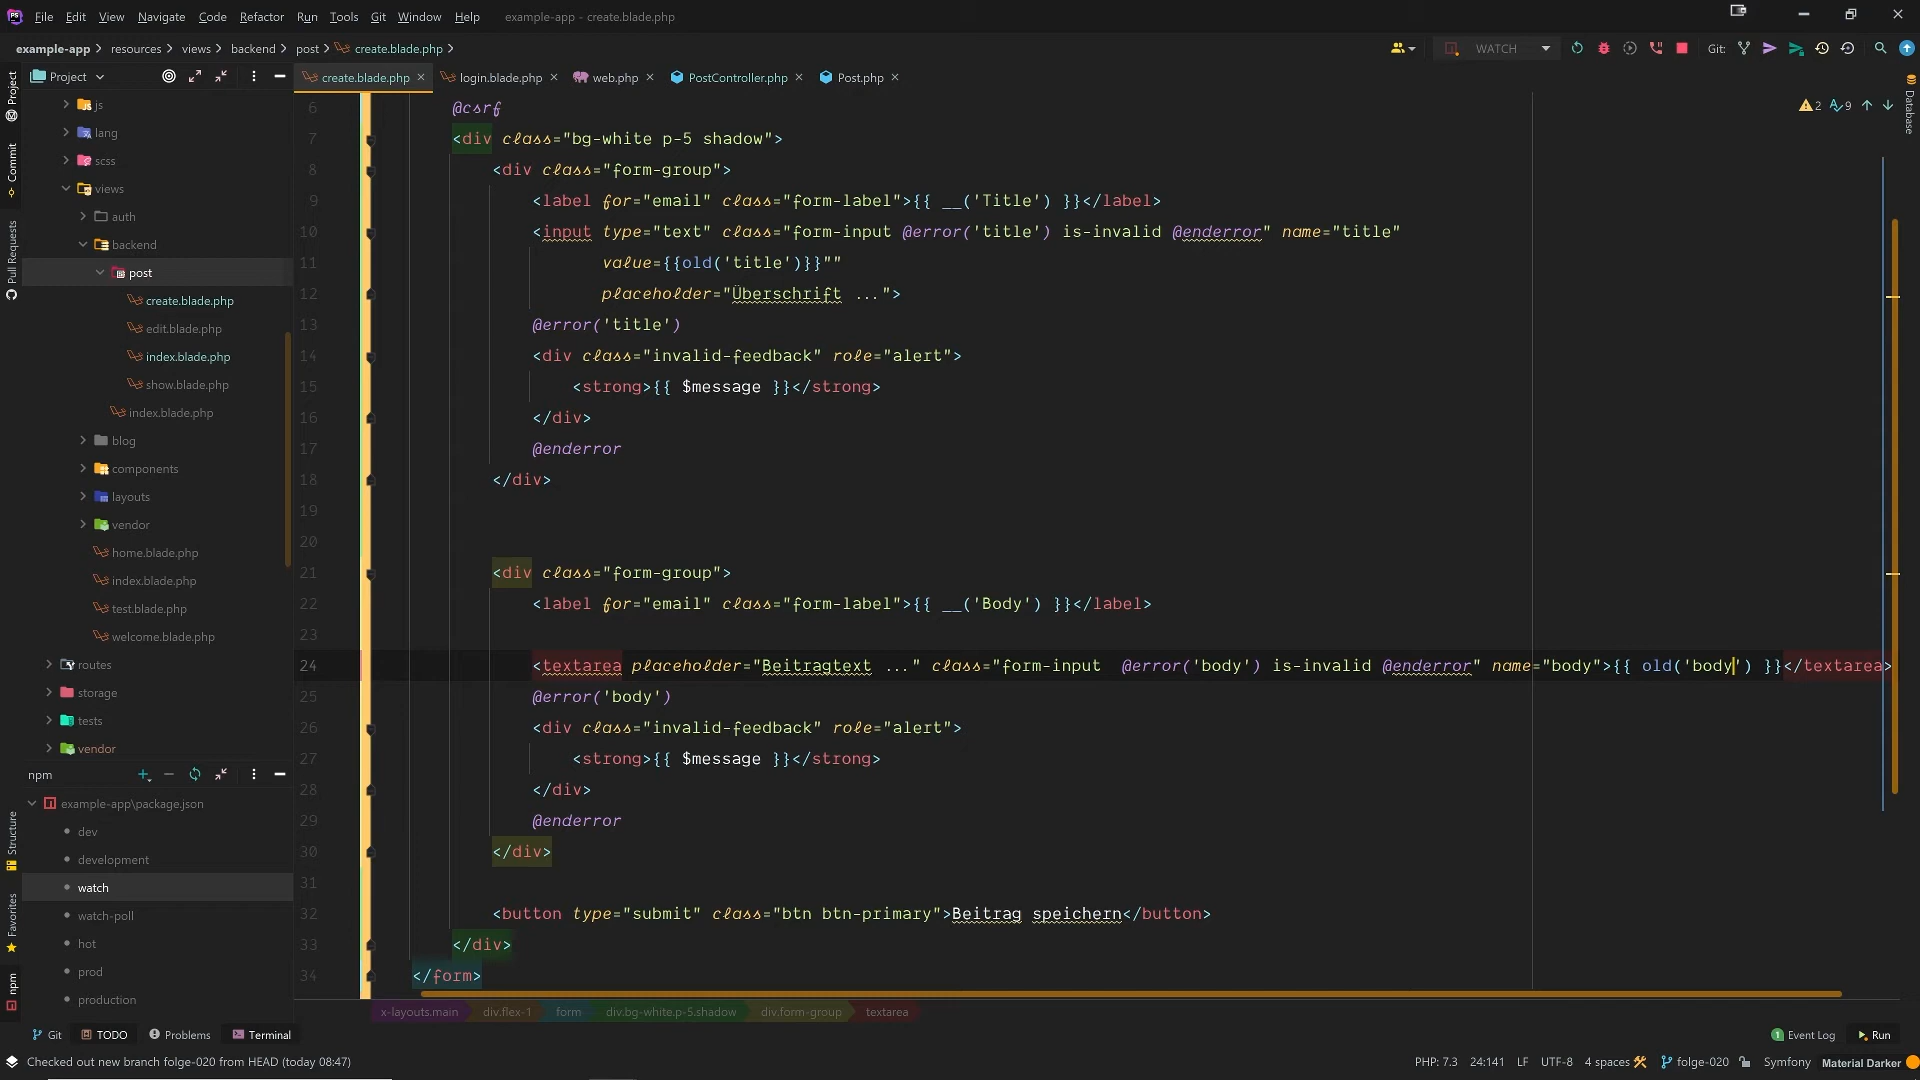 File Edit View Navigate Code Refactor Run Tools Git Window Help example-app - create.blade.php
example-app resources views backend post create.blade.php WATCH Git:
Project create.blade.php login.blade.php web.php PostController.php Post.php
Project
Commit
Pull Requests
Structure
Favorites
npm
Database
2 9
js
lang
scss
views
auth
backend
post
create.blade.php
edit.blade.php
index.blade.php
show.blade.php
index.blade.php
blog
components
layouts
vendor
home.blade.php
index.blade.php
test.blade.php
welcome.blade.php
routes
storage
tests
vendor
npm
example-app\package.json
dev
development
watch
watch-poll
hot
prod
production
6 @csrf
7 <div class="bg-white p-5 shadow">
8 <div class="form-group">
9 <label for="email" class="form-label">{{ __('Title') }}</label>
10 <input type="text" class="form-input @error('title') is-invalid @enderror" name="title"
11 value={{old('title')}}""
12 placeholder="Überschrift ...">
13 @error('title')
14 <div class="invalid-feedback" role="alert">
15 <strong>{{ $message }}</strong>
16 </div>
17 @enderror
18 </div>
19
20
21 <div class="form-group">
22 <label for="email" class="form-label">{{ __('Body') }}</label>
23
24 <textarea placeholder="Beitragtext ..." class="form-input  @error('body') is-invalid @enderror" name="body">{{ old('body') }}</textarea>
25 @error('body')
26 <div class="invalid-feedback" role="alert">
27 <strong>{{ $message }}</strong>
28 </div>
29 @enderror
30 </div>
31
32 <button type="submit" class="btn btn-primary">Beitrag speichern</button>
33 </div>
34 </form>
x-layouts.main div.flex-1 form div.bg-white.p-5.shadow div.form-group textarea
Git TODO Problems Terminal 1 Event Log Run
Checked out new branch folge-020 from HEAD (today 08:47) PHP: 7.3 24:141 LF UTF-8 4 spaces folge-020 Symfony Material Darker